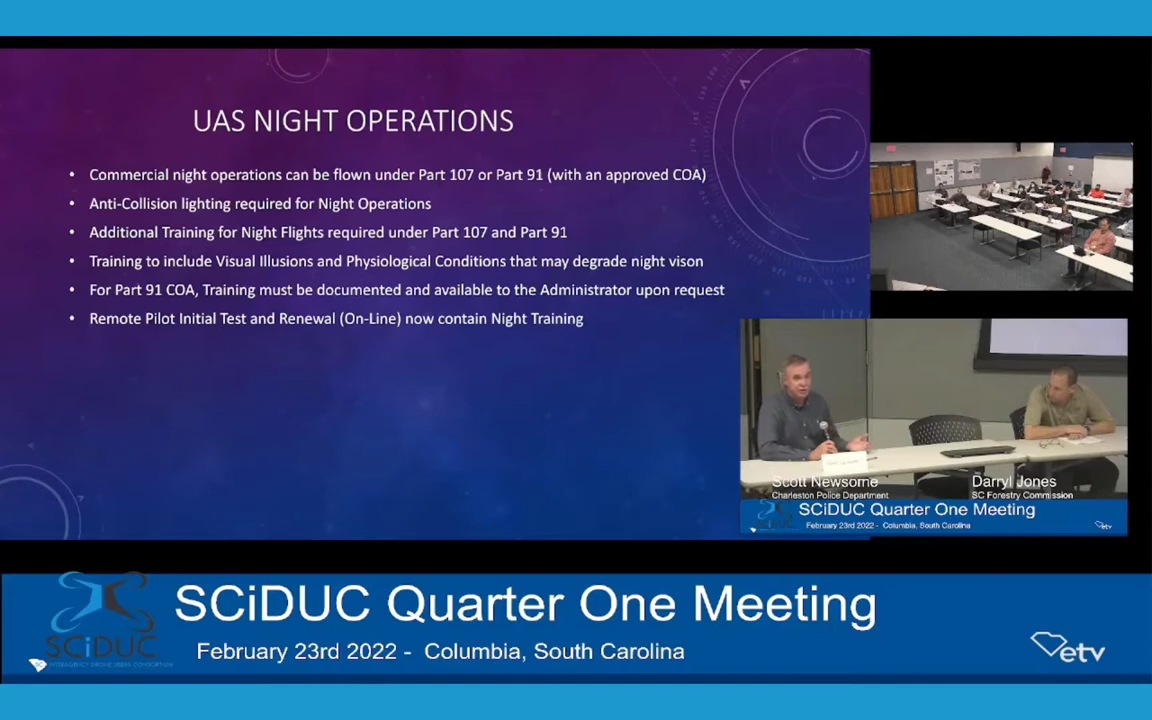 UAS NIGHT OPERATIONS
• Commercial night operations can be flown under Part 107 or Part 91 (with an approved COA)
• Anti-Collision lighting required for Night Operations
• Additional Training for Night Flights required under Part 107 and Part 91
• Training to include Visual Illusions and Physiological Conditions that may degrade night vison
• For Part 91 COA, Training must be documented and available to the Administrator upon request
• Remote Pilot Initial Test and Renewal (On-Line) now contain Night Training
Scott Newsome
Charleston Police Department
Darryl Jones
SC Forestry Commission
SCiDUC Quarter One Meeting
February 23rd 2022 - Columbia, South Carolina
etv
SCiDUC Quarter One Meeting
February 23rd 2022 - Columbia, South Carolina
SCiDUC
INTERAGENCY DRONE USERS CONSORTIUM
etv